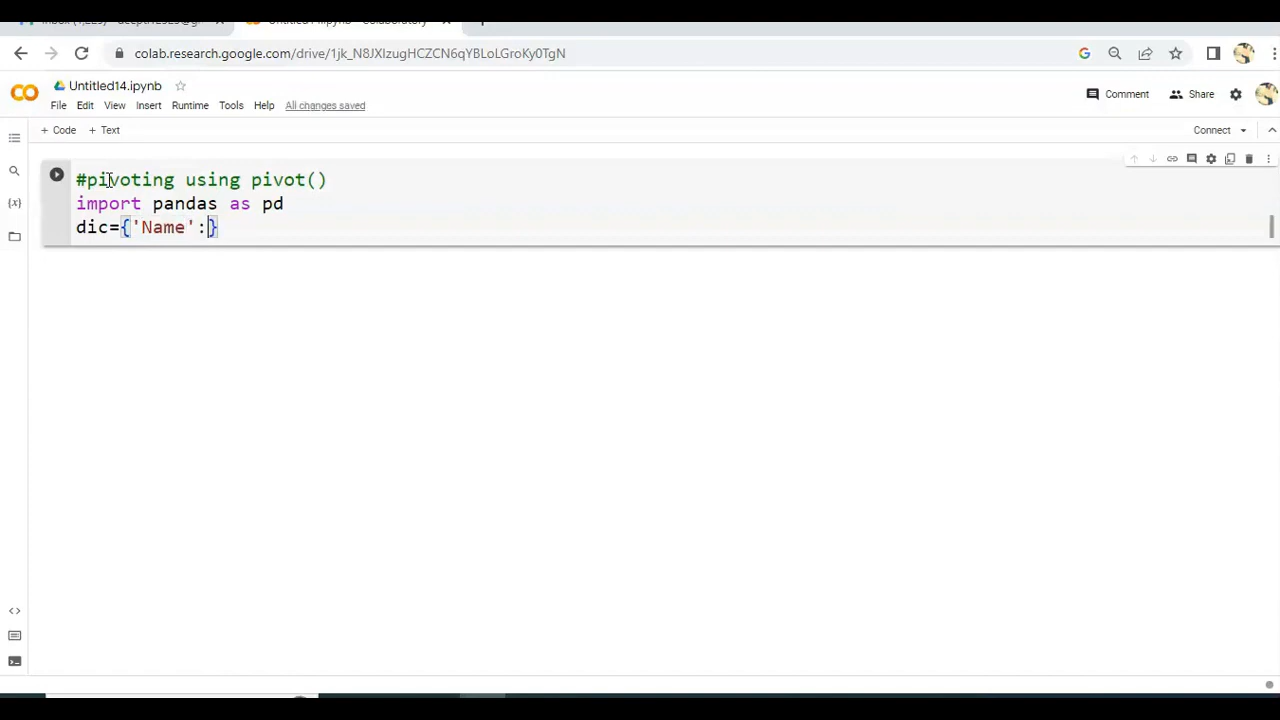 colab.research.google.com/drive/1jk_N8JXIzugHCZCN6qYBLoLGroKy0TgN
Untitled14.ipynb
Comment
Share
File Edit View Insert Runtime Tools Help All changes saved
+ Code + Text
Connect
#pivoting using pivot()
import pandas as pd
dic={'Name':}